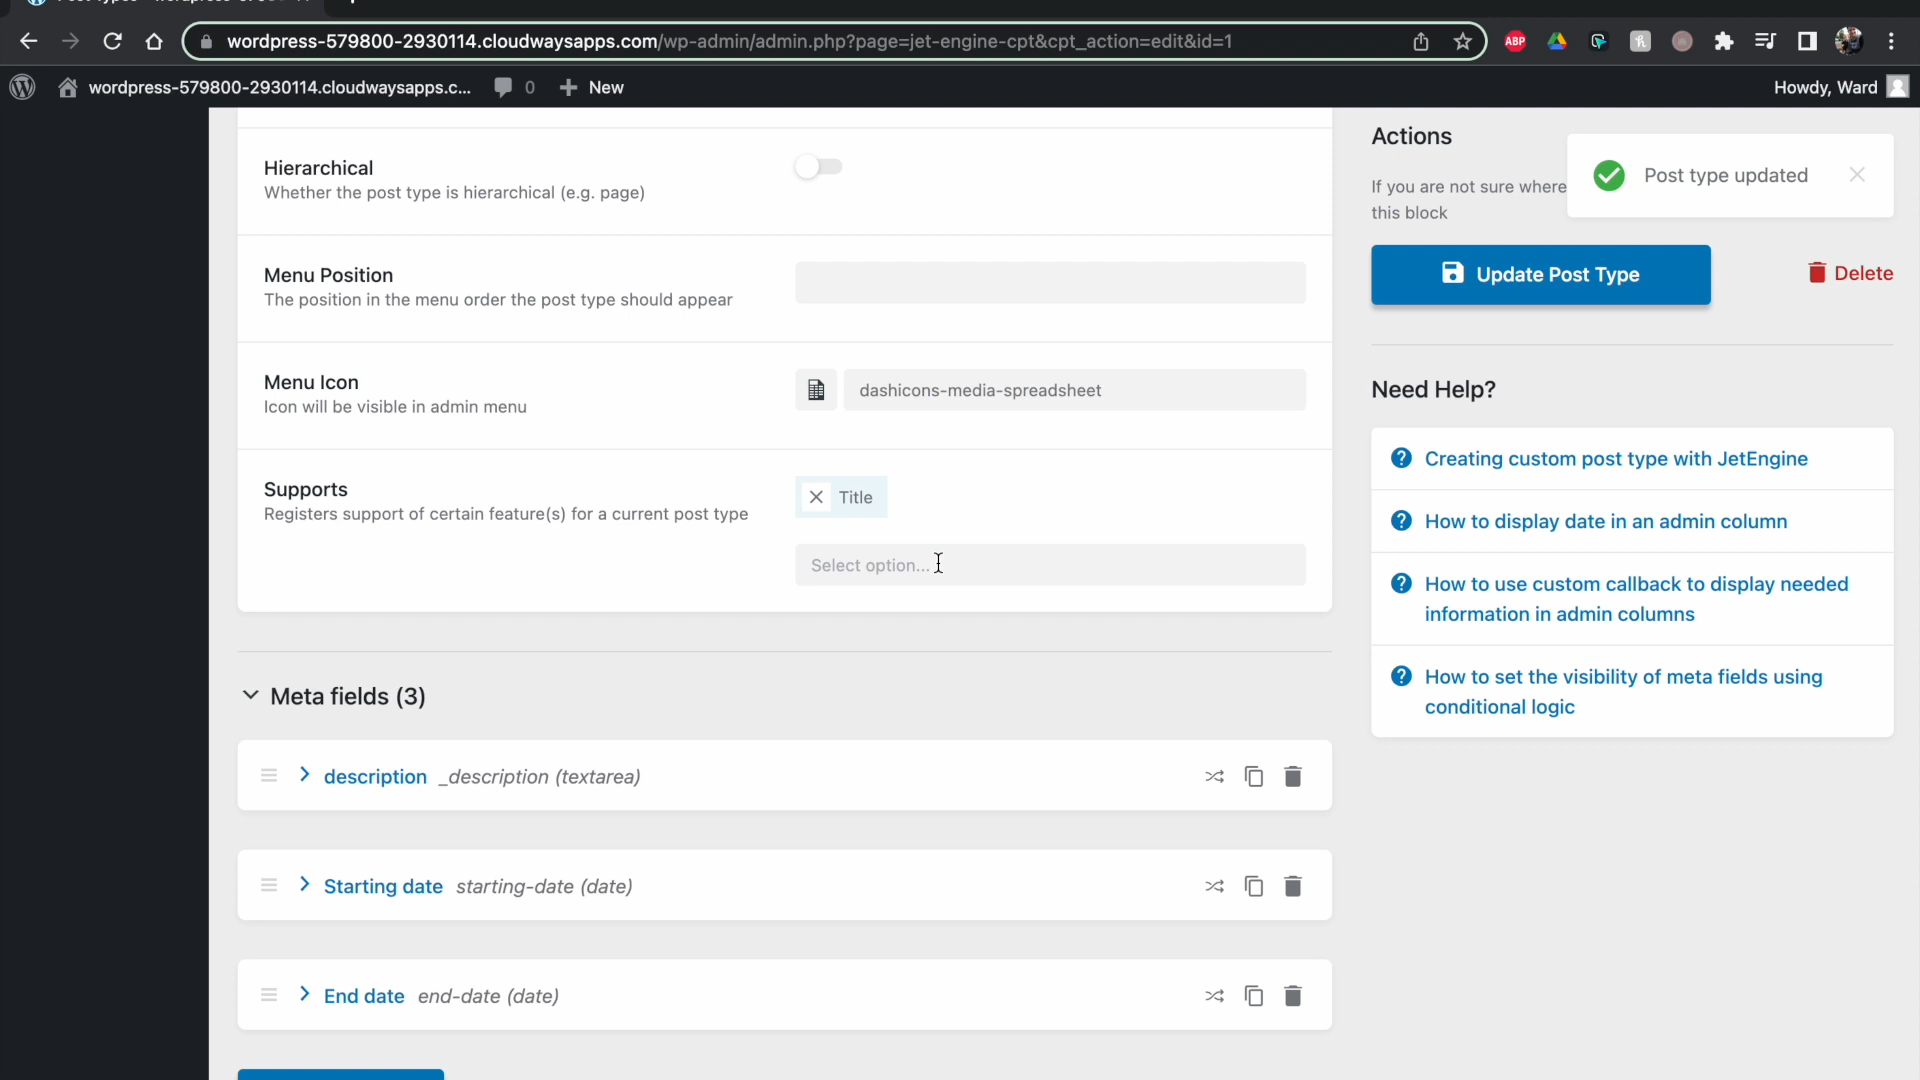 wordpress-579800-2930114.cloudwaysapps.com/wp-admin/admin.php?page=jet-engine-cpt&cpt_action=edit&id=1
ABP
wordpress-579800-2930114.cloudwaysapps.c...
0
New
Howdy, Ward
Hierarchical
Whether the post type is hierarchical (e.g. page)
Menu Position
The position in the menu order the post type should appear
Menu Icon
Icon will be visible in admin menu
dashicons-media-spreadsheet
Supports
Registers support of certain feature(s) for a current post type
Title
Select option...
Meta fields (3)
description _description (textarea)
Starting date starting-date (date)
End date end-date (date)
Actions
If you are not sure where
this block
Post type updated
Update Post Type
Delete
Need Help?
Creating custom post type with JetEngine
How to display date in an admin column
How to use custom callback to display needed
information in admin columns
How to set the visibility of meta fields using
conditional logic